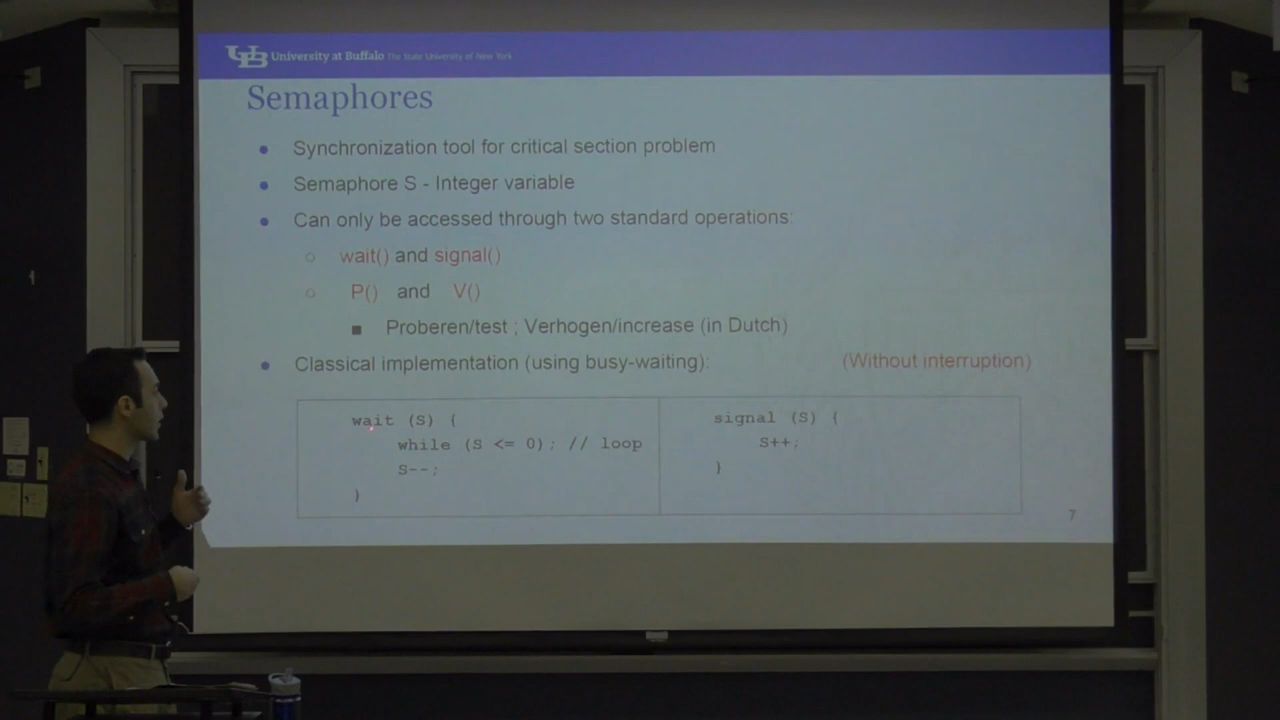 University at Buffalo The State University of New York
Semaphores
Synchronization tool for critical section problem
Semaphore S - Integer variable
Can only be accessed through two standard operations:
wait() and signal()
P() and V()
Proberen/test ; Verhogen/increase (in Dutch)
Classical implementation (using busy-waiting): (Without interruption)
wait (S) {
while (S <= 0); // loop
S--;
}
signal (S) {
S++;
}
7